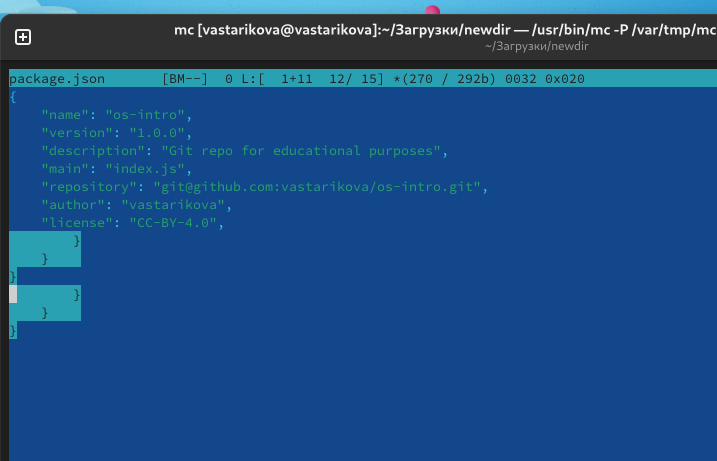 mc [vastarikova@vastarikova]:~/Загрузки/newdir — /usr/bin/mc -P /var/tmp/mc
~/Загрузки/newdir
package.json [BM--] 0 L:[ 1+11 12/ 15] *(270 / 292b) 0032 0x020
{
    "name": "os-intro",
    "version": "1.0.0",
    "description": "Git repo for educational purposes",
    "main": "index.js",
    "repository": "git@github.com:vastarikova/os-intro.git",
    "author": "vastarikova",
    "license": "CC-BY-4.0",
        }
    }
}
        }
    }
}